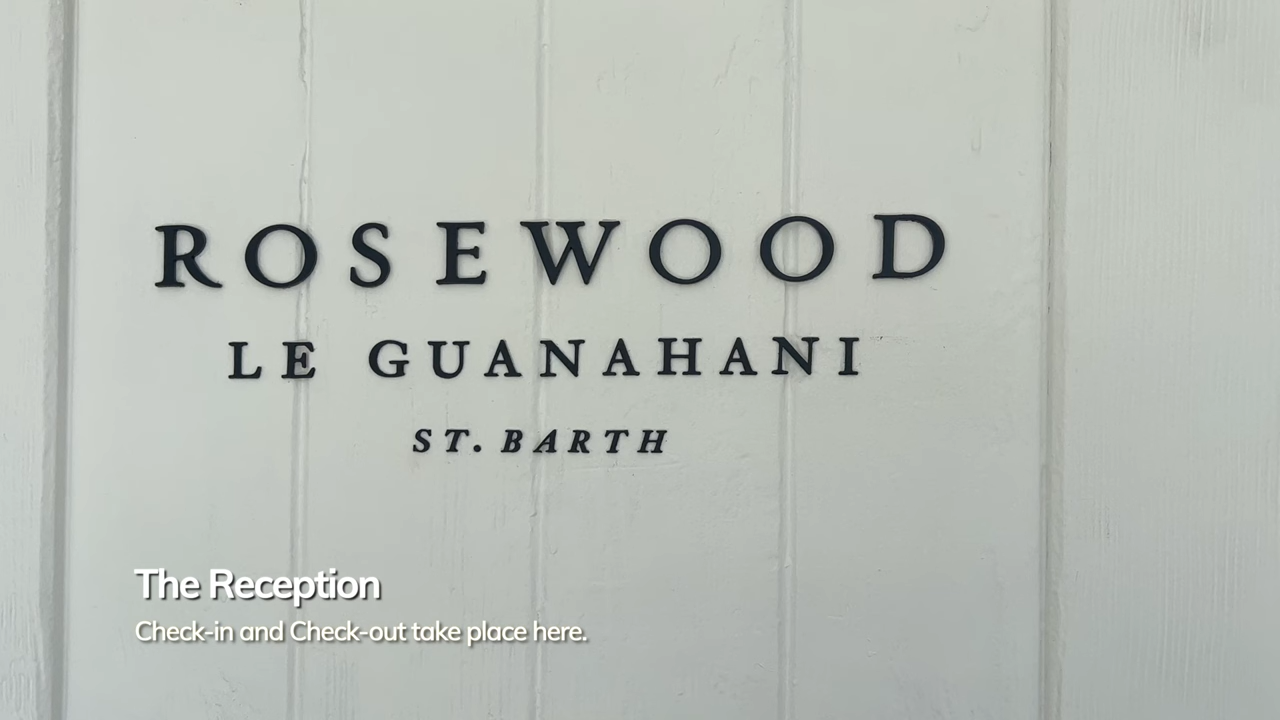 ROSEWOOD
LE GUANAHANI
ST. BARTH
The Reception
Check-in and Check-out take place here.